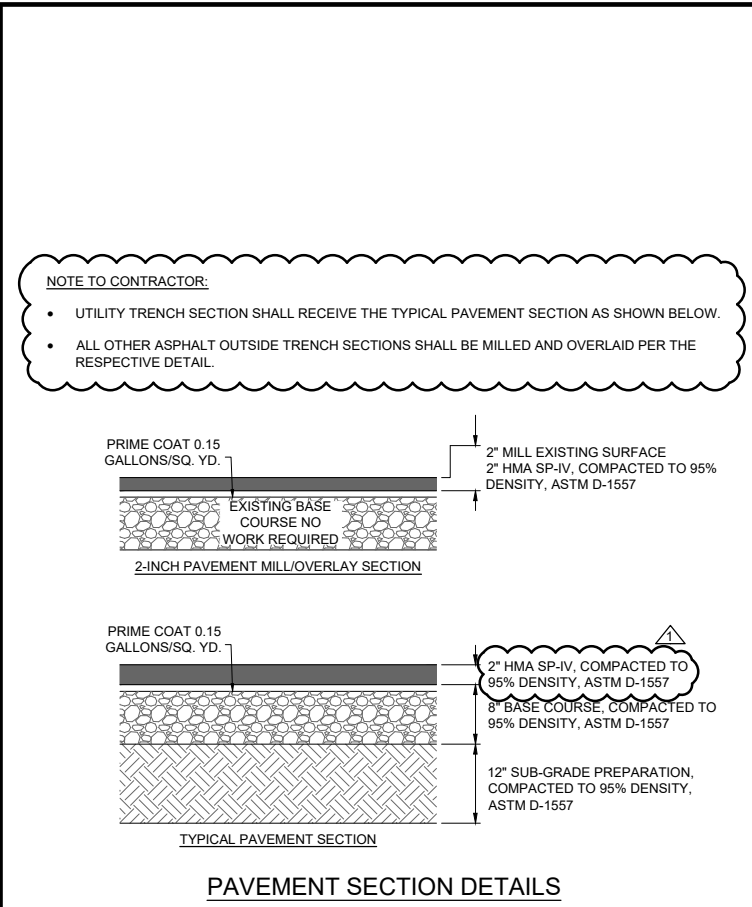 NOTE TO CONTRACTOR:
• UTILITY TRENCH SECTION SHALL RECEIVE THE TYPICAL PAVEMENT SECTION AS SHOWN BELOW.
• ALL OTHER ASPHALT OUTSIDE TRENCH SECTIONS SHALL BE MILLED AND OVERLAID PER THE
RESPECTIVE DETAIL.
PRIME COAT 0.15
GALLONS/SQ. YD.
2" MILL EXISTING SURFACE
2" HMA SP-IV, COMPACTED TO 95%
DENSITY, ASTM D-1557
EXISTING BASE
COURSE NO
WORK REQUIRED
2-INCH PAVEMENT MILL/OVERLAY SECTION
PRIME COAT 0.15
GALLONS/SQ. YD.
1
2" HMA SP-IV, COMPACTED TO
95% DENSITY, ASTM D-1557
8" BASE COURSE, COMPACTED TO
95% DENSITY, ASTM D-1557
12" SUB-GRADE PREPARATION,
COMPACTED TO 95% DENSITY,
ASTM D-1557
TYPICAL PAVEMENT SECTION
PAVEMENT SECTION DETAILS